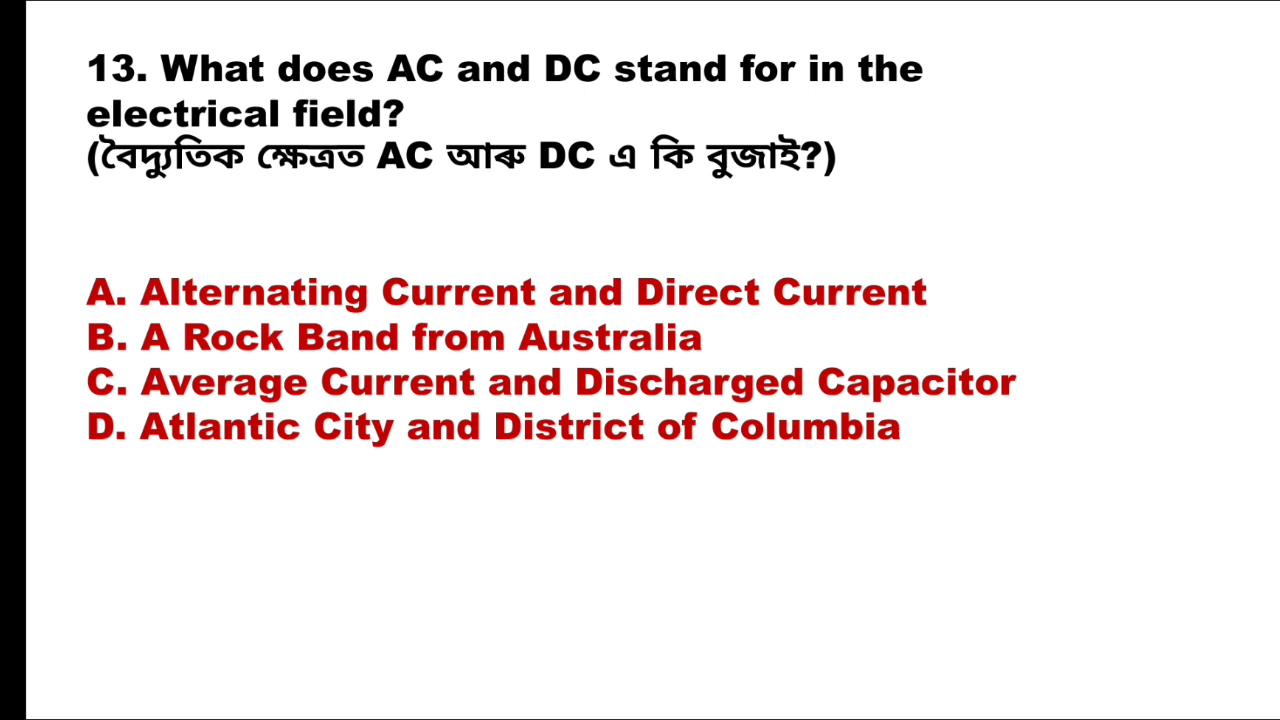 13. What does AC and DC stand for in the
electrical field?
(বৈদ্যুতিক ক্ষেত্ৰত AC আৰু DC এ কি বুজাই?)
A. Alternating Current and Direct Current
B. A Rock Band from Australia
C. Average Current and Discharged Capacitor
D. Atlantic City and District of Columbia